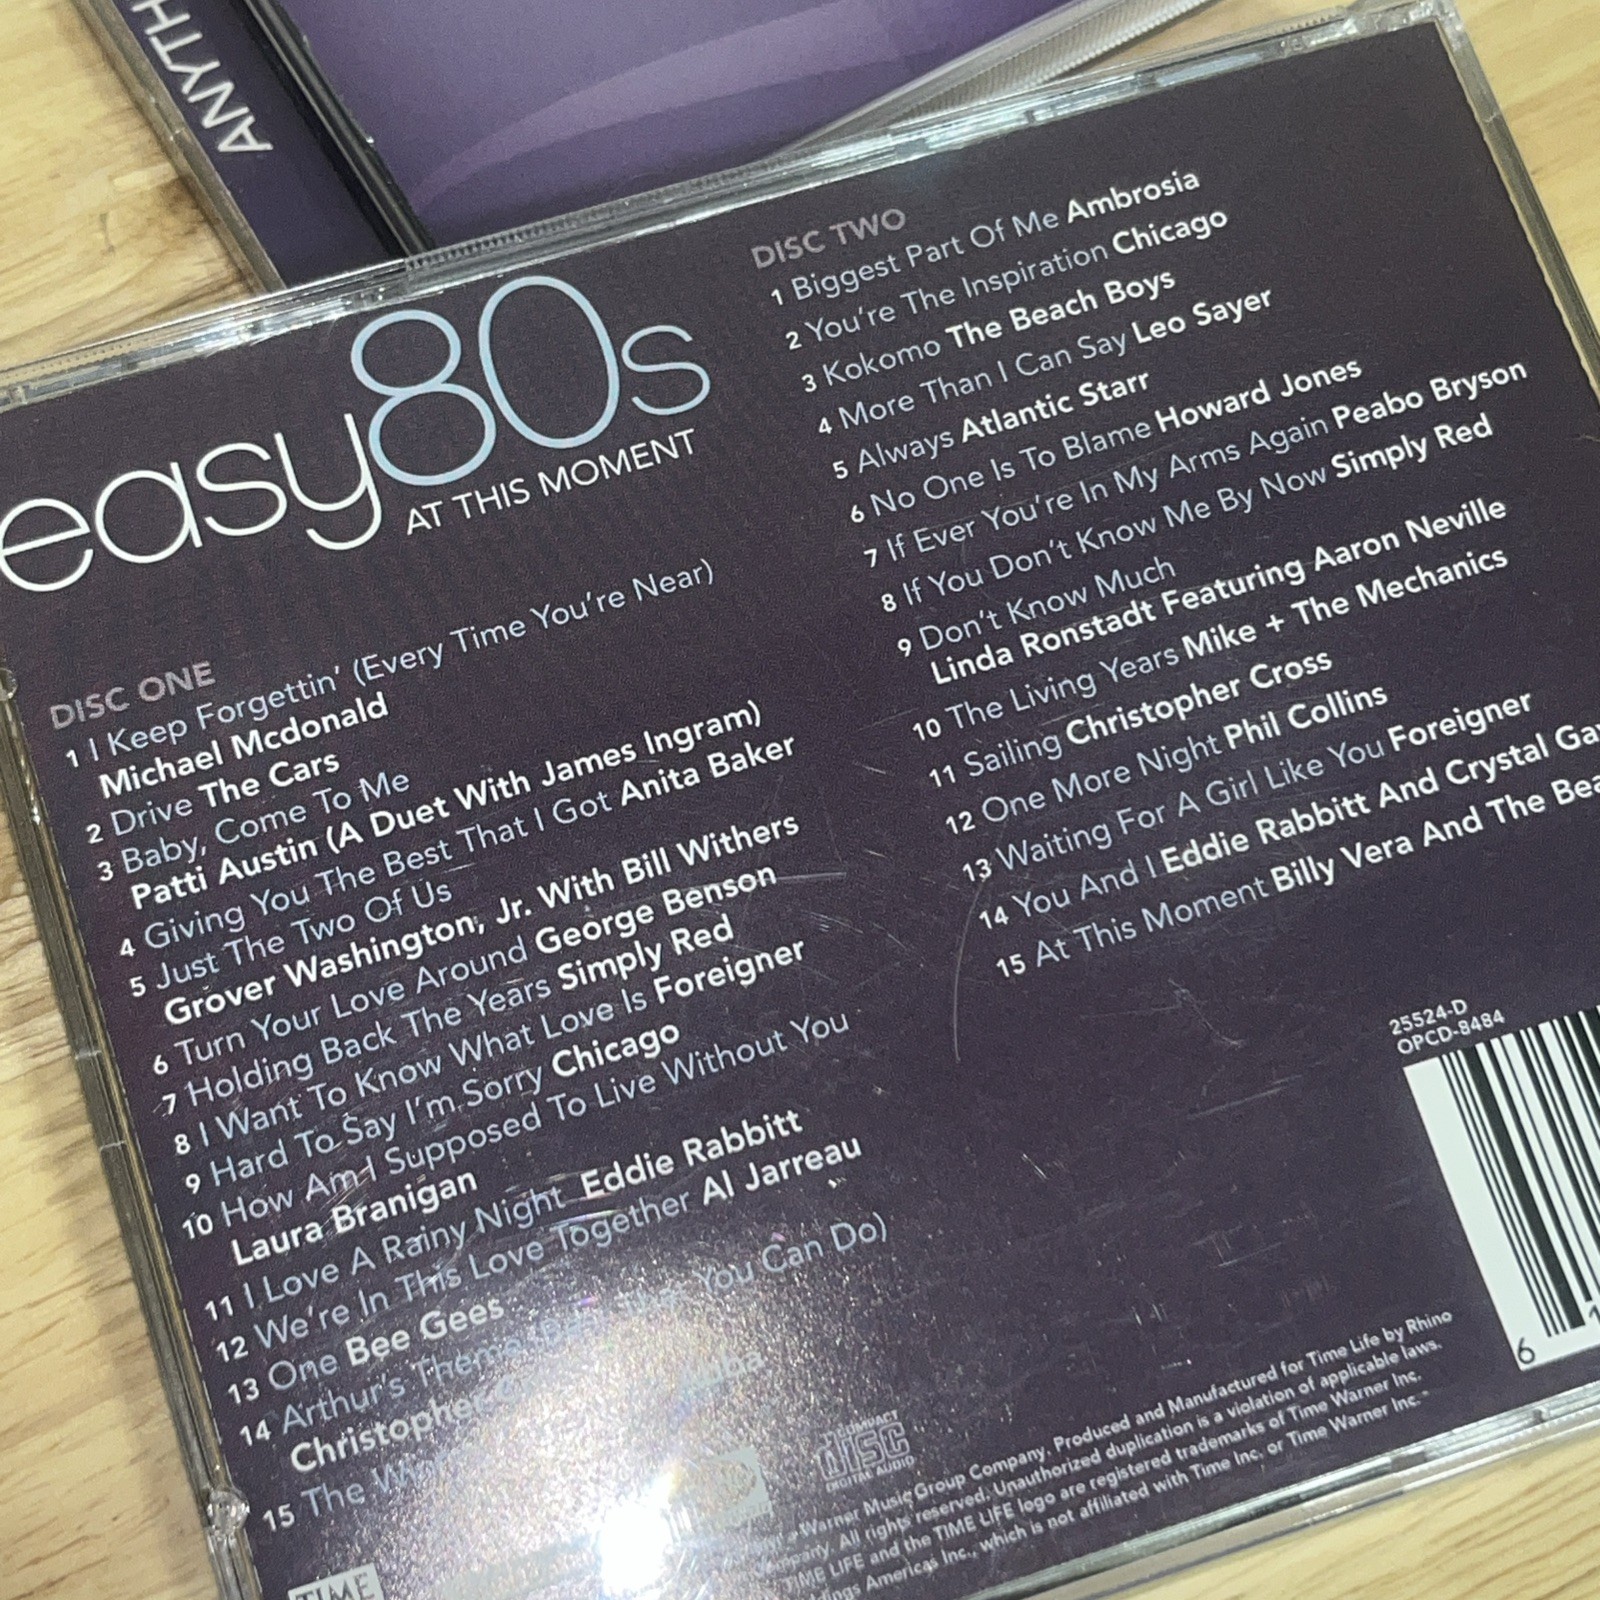 ANYTH
easy80s
AT THIS MOMENT
DISC ONE
1 I Keep Forgettin' (Every Time You're Near)
Michael Mcdonald
2 Drive The Cars
3 Baby, Come To Me
Patti Austin (A Duet With James Ingram)
4 Giving You The Best That I Got Anita Baker
5 Just The Two Of Us
Grover Washington, Jr. With Bill Withers
6 Turn Your Love Around George Benson
7 Holding Back The Years Simply Red
8 I Want To Know What Love Is Foreigner
9 Hard To Say I'm Sorry Chicago
10 How Am I Supposed To Live Without You
Laura Branigan
11 I Love A Rainy Night Eddie Rabbitt
12 We're In This Love Together Al Jarreau
13 One Bee Gees
14 Arthur's Theme You Can Do)
Christopher
15 The
DISC TWO
1 Biggest Part Of Me Ambrosia
2 You're The Inspiration Chicago
3 Kokomo The Beach Boys
4 More Than I Can Say Leo Sayer
5 Always Atlantic Starr
6 No One Is To Blame Howard Jones
7 If Ever You're In My Arms Again Peabo Bryson
8 If You Don't Know Me By Now Simply Red
9 Don't Know Much
Linda Ronstadt Featuring Aaron Neville
10 The Living Years Mike + The Mechanics
11 Sailing Christopher Cross
12 One More Night Phil Collins
13 Waiting For A Girl Like You Foreigner
14 You And I Eddie Rabbitt And Crystal Ga
15 At This Moment Billy Vera And The Bea
25524-D
OPCD-8484
6
COMPACT
disc
DIGITAL AUDIO
TIME
Warner Music Group Company. Produced and Manufactured for Time Life by Rhino
All rights reserved. Unauthorized duplication is a violation of applicable laws.
TIME LIFE and the TIME LIFE logo are registered trademarks of Time Warner Inc.
Americas Inc., which is not affiliated with Time Inc. or Time Warner Inc.